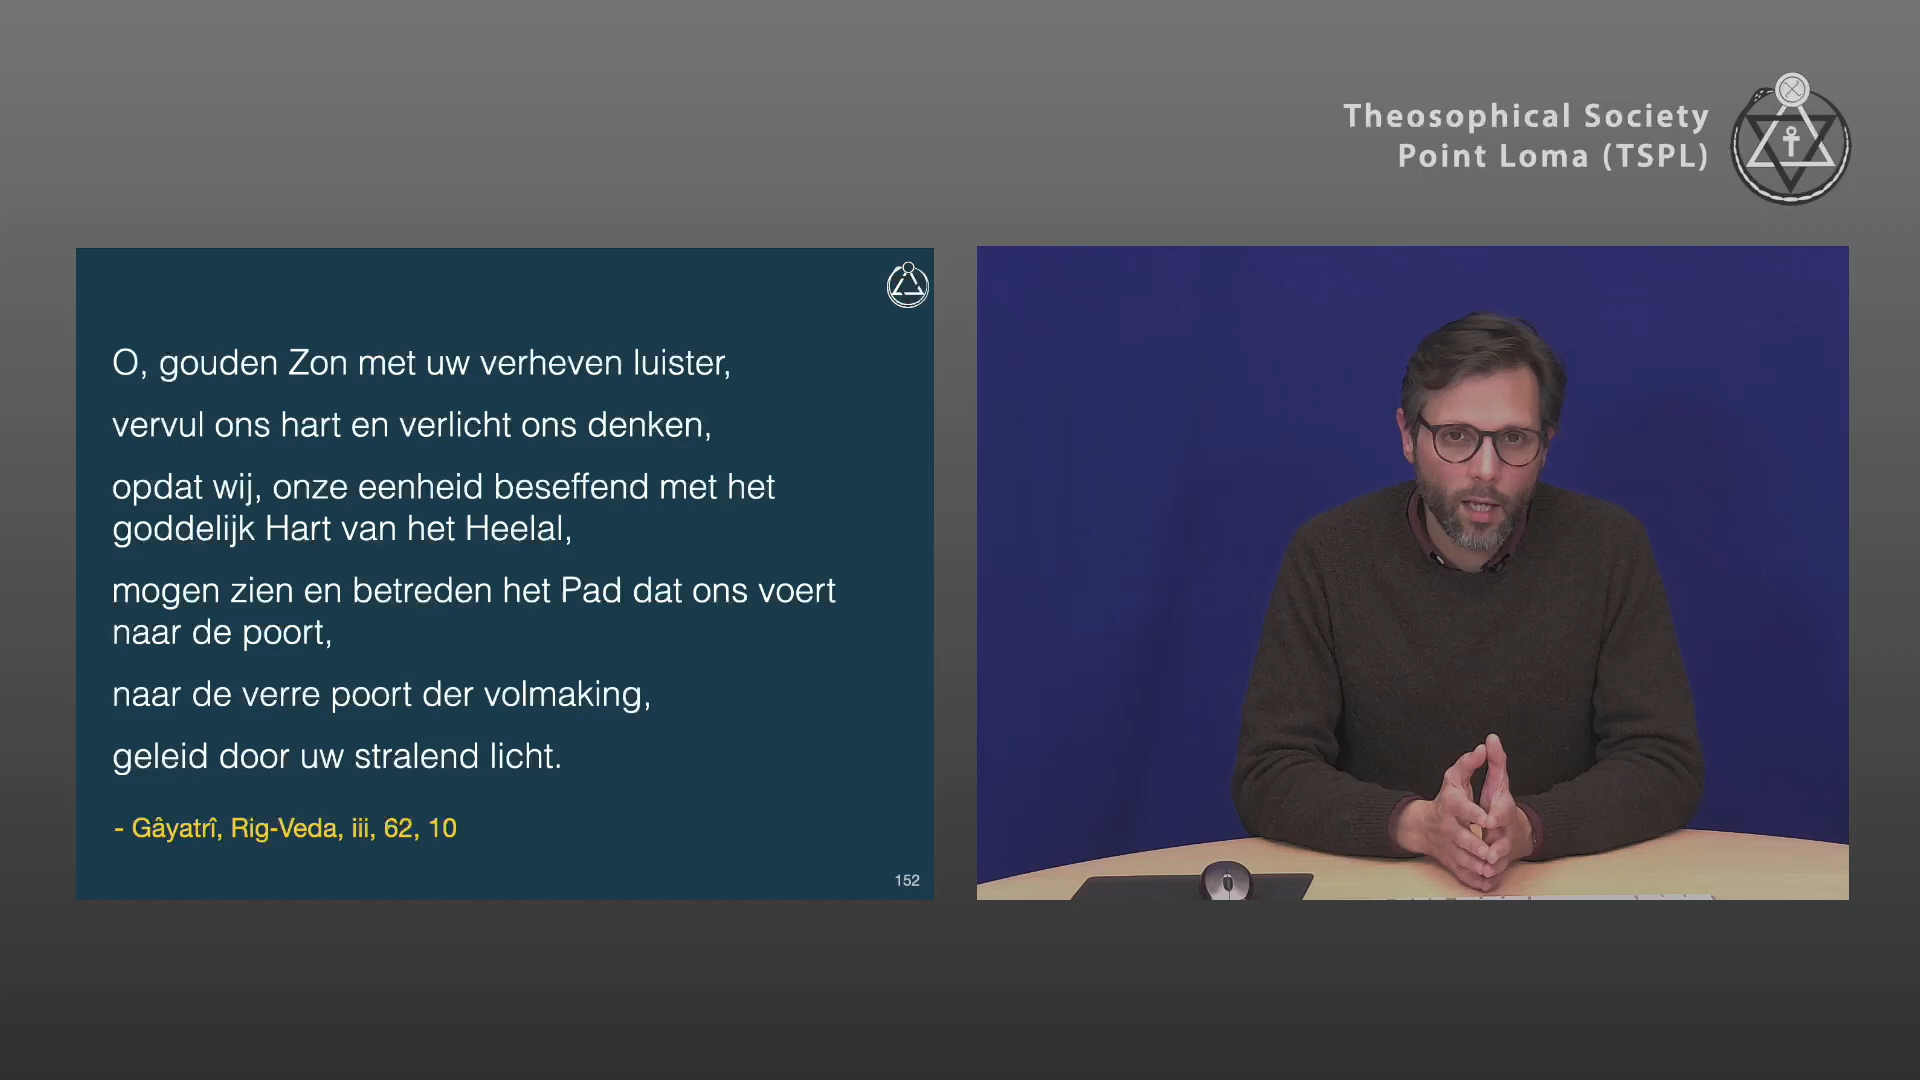 Theosophical Society
Point Loma (TSPL)
O, gouden Zon met uw verheven luister,
vervul ons hart en verlicht ons denken,
opdat wij, onze eenheid beseffend met het
goddelijk Hart van het Heelal,
mogen zien en betreden het Pad dat ons voert
naar de poort,
naar de verre poort der volmaking,
geleid door uw stralend licht.
- Gâyatrî, Rig-Veda, iii, 62, 10
152